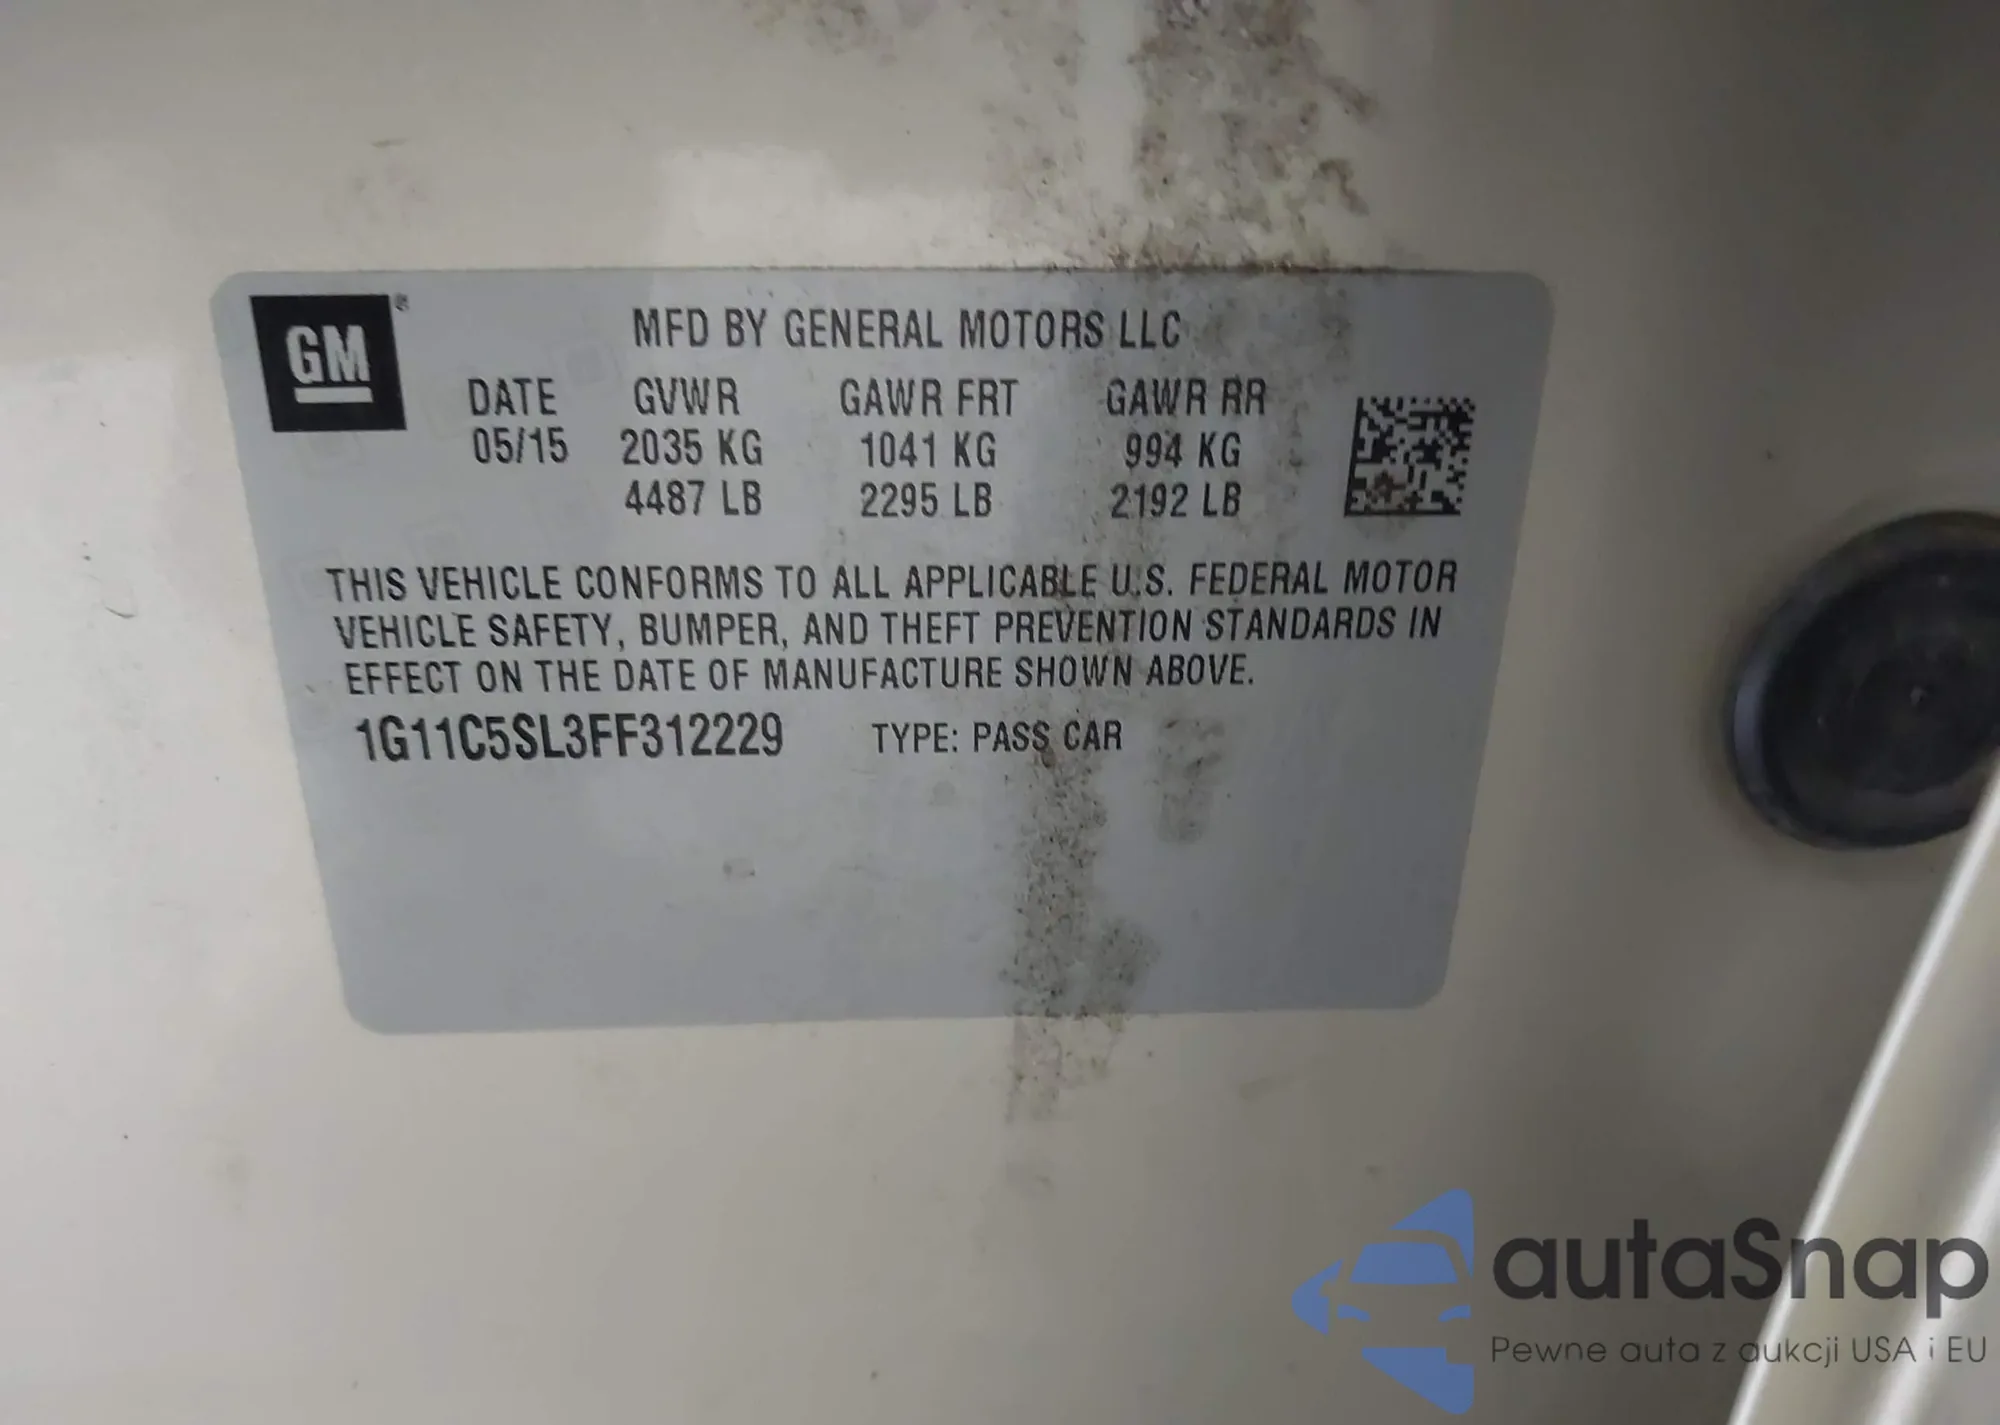 GM
MFD BY GENERAL MOTORS LLC
DATE GVWR GAWR FRT GAWR RR
05/15 2035 KG 1041 KG 994 KG
4487 LB 2295 LB 2192 LB
THIS VEHICLE CONFORMS TO ALL APPLICABLE U.S. FEDERAL MOTOR
VEHICLE SAFETY, BUMPER, AND THEFT PREVENTION STANDARDS IN
EFFECT ON THE DATE OF MANUFACTURE SHOWN ABOVE.
1G11C5SL3FF312229 TYPE: PASS CAR
autaSnap
Pewne auta z aukcji USA i EU